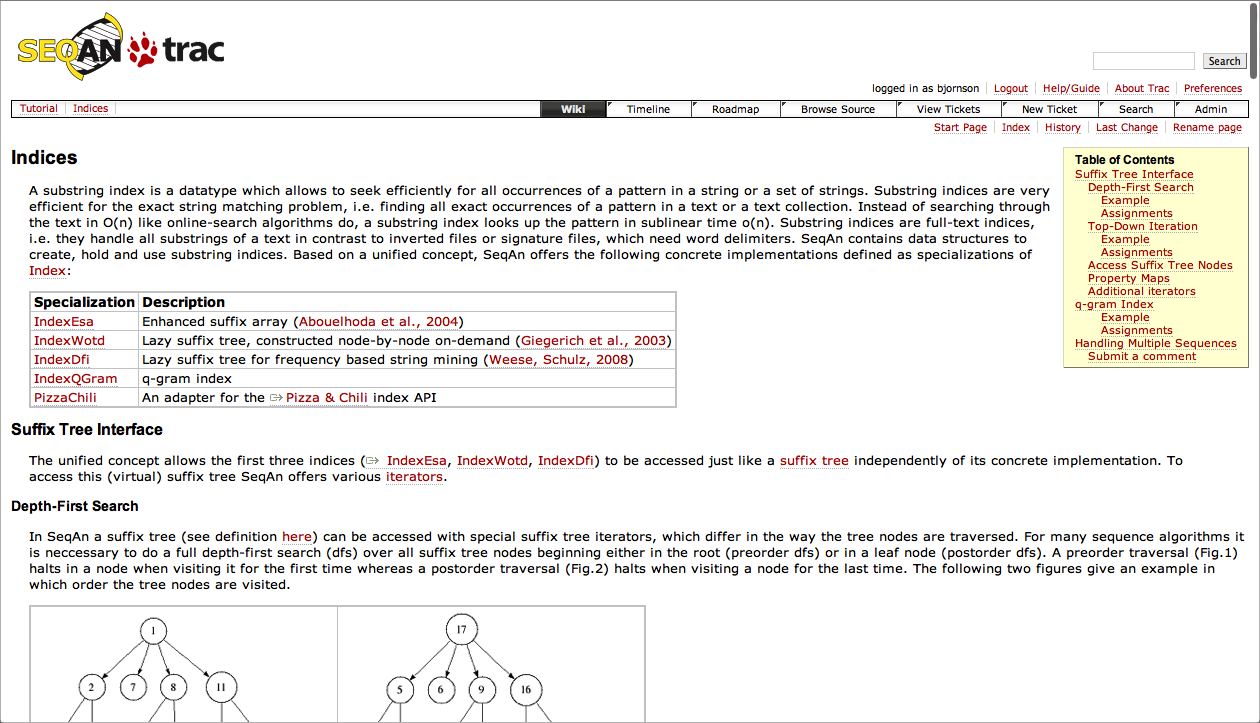 SEQAN trac
Search
logged in as bjornson Logout Help/Guide About Trac Preferences
Tutorial Indices Wiki Timeline Roadmap Browse Source View Tickets New Ticket Search Admin
Start Page Index History Last Change Rename page
Indices
A substring index is a datatype which allows to seek efficiently for all occurrences of a pattern in a string or a set of strings. Substring indices are very
efficient for the exact string matching problem, i.e. finding all exact occurrences of a pattern in a text or a text collection. Instead of searching through
the text in O(n) like online-search algorithms do, a substring index looks up the pattern in sublinear time o(n). Substring indices are full-text indices,
i.e. they handle all substrings of a text in contrast to inverted files or signature files, which need word delimiters. SeqAn contains data structures to
create, hold and use substring indices. Based on a unified concept, SeqAn offers the following concrete implementations defined as specializations of
Index:
Table of Contents
Suffix Tree Interface
Depth-First Search
Example
Assignments
Top-Down Iteration
Example
Assignments
Access Suffix Tree Nodes
Property Maps
Additional iterators
q-gram Index
Example
Assignments
Handling Multiple Sequences
Submit a comment
Specialization Description
IndexEsa Enhanced suffix array (Abouelhoda et al., 2004)
IndexWotd Lazy suffix tree, constructed node-by-node on-demand (Giegerich et al., 2003)
IndexDfi Lazy suffix tree for frequency based string mining (Weese, Schulz, 2008)
IndexQGram q-gram index
PizzaChili An adapter for the Pizza & Chili index API
Suffix Tree Interface
The unified concept allows the first three indices ( IndexEsa, IndexWotd, IndexDfi) to be accessed just like a suffix tree independently of its concrete implementation. To
access this (virtual) suffix tree SeqAn offers various iterators.
Depth-First Search
In SeqAn a suffix tree (see definition here) can be accessed with special suffix tree iterators, which differ in the way the tree nodes are traversed. For many sequence algorithms it
is neccessary to do a full depth-first search (dfs) over all suffix tree nodes beginning either in the root (preorder dfs) or in a leaf node (postorder dfs). A preorder traversal (Fig.1)
halts in a node when visiting it for the first time whereas a postorder traversal (Fig.2) halts when visiting a node for the last time. The following two figures give an example in
which order the tree nodes are visited.
1 17
2 7 8 11 5 6 9 16